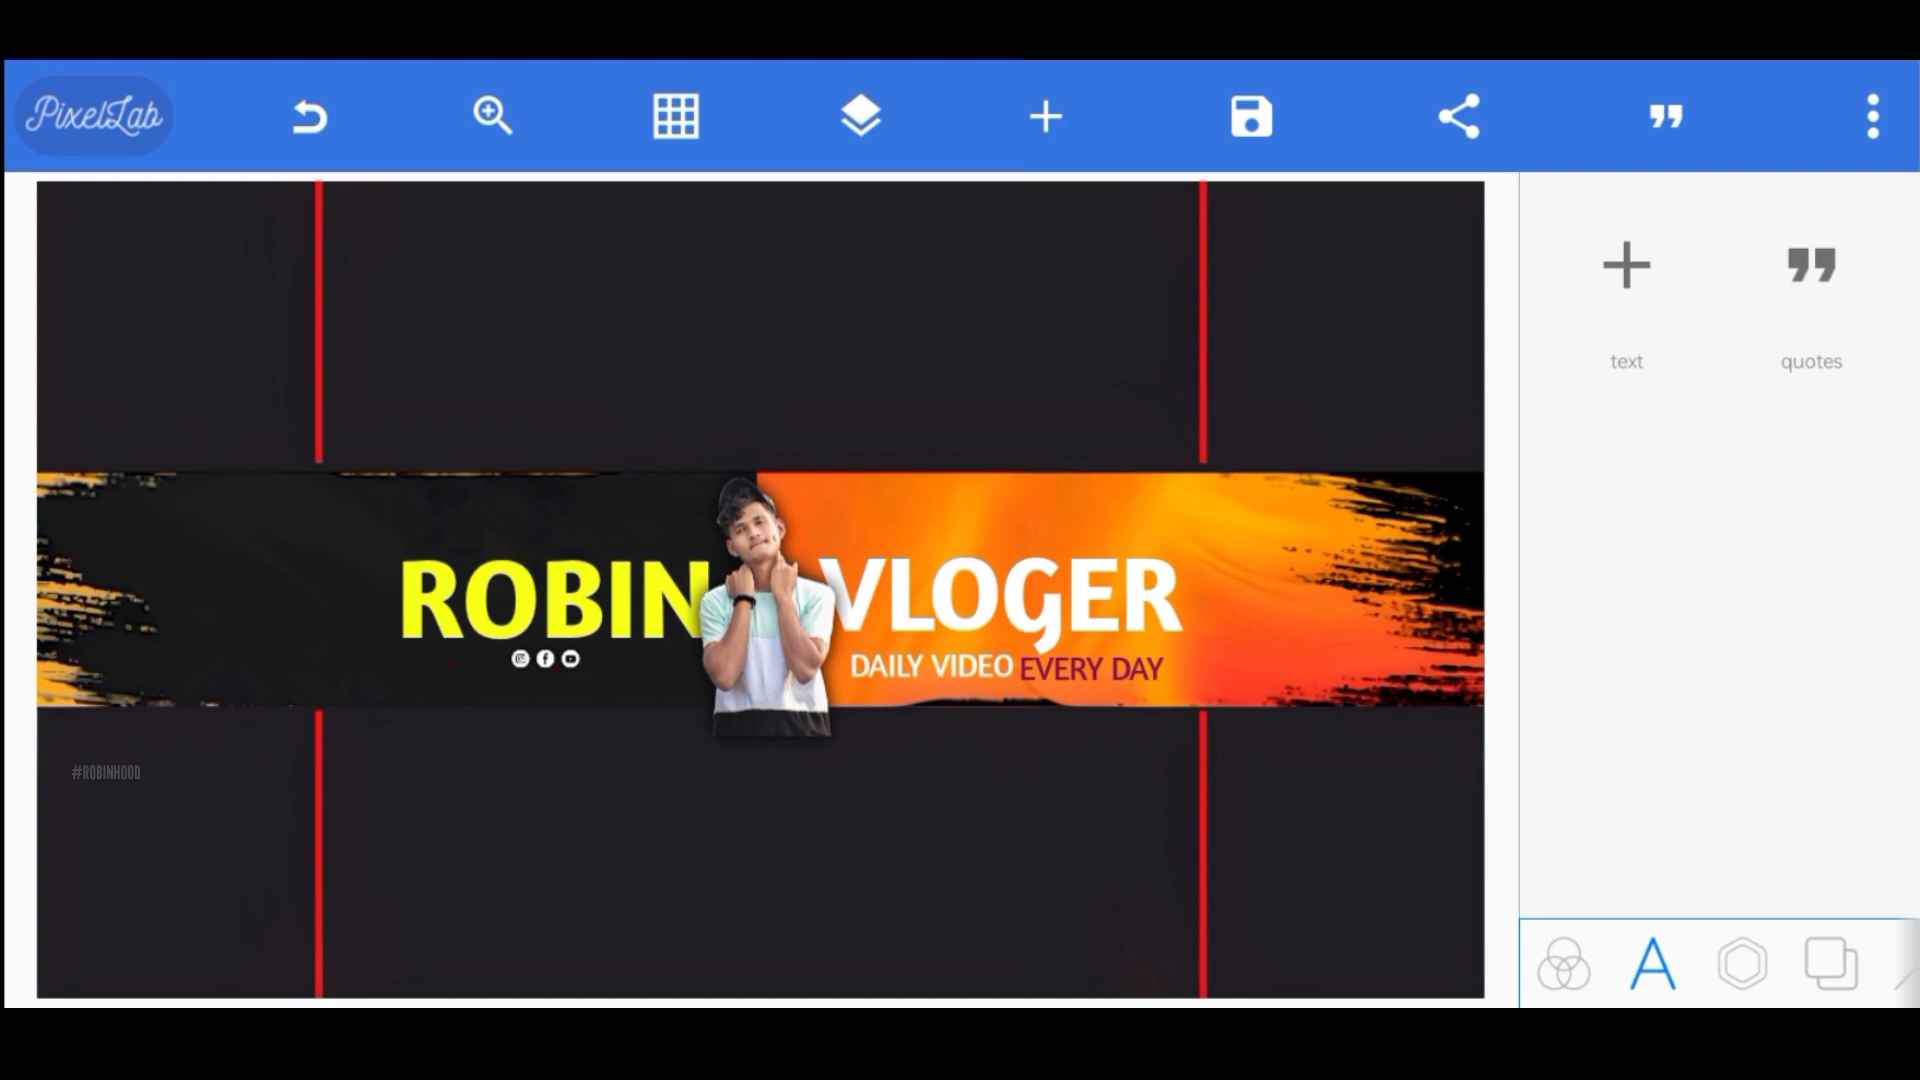 PixelLab
text
quotes
ROBIN
VLOGER
DAILY VIDEO EVERY DAY
#ROBINHOOD